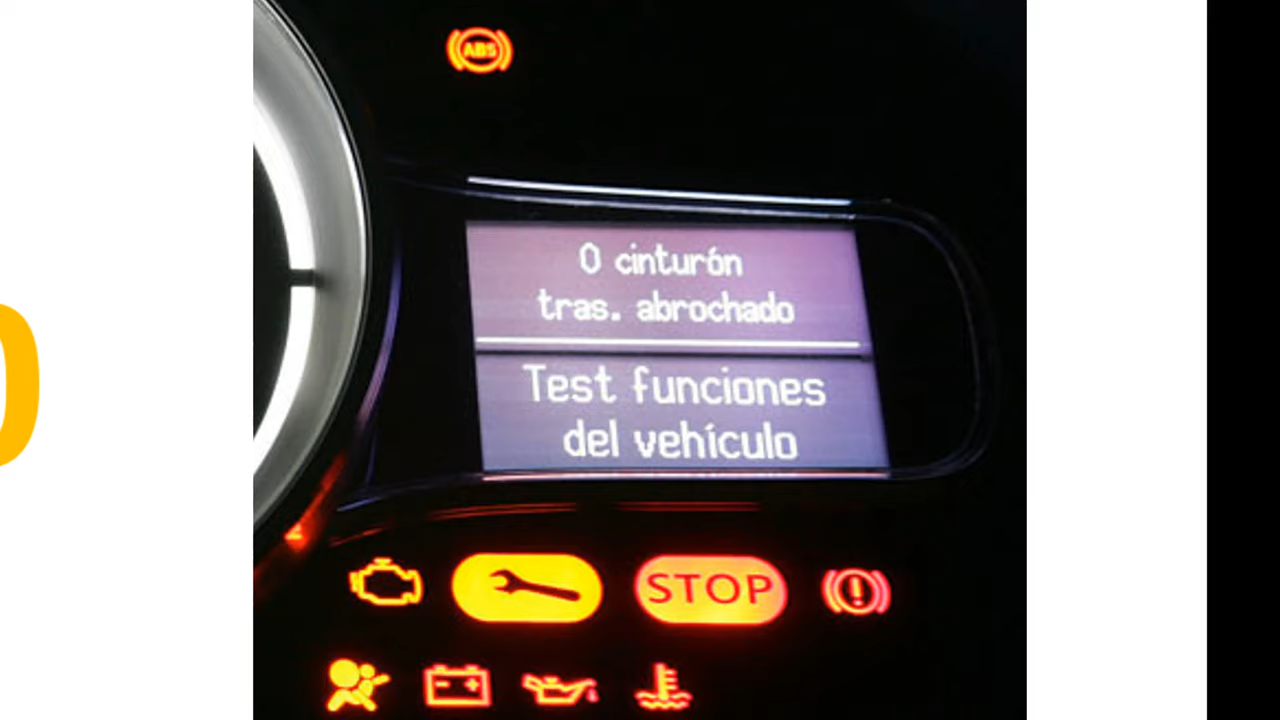 ABS
0 cinturón
tras. abrochado
Test funciones
del vehículo
STOP